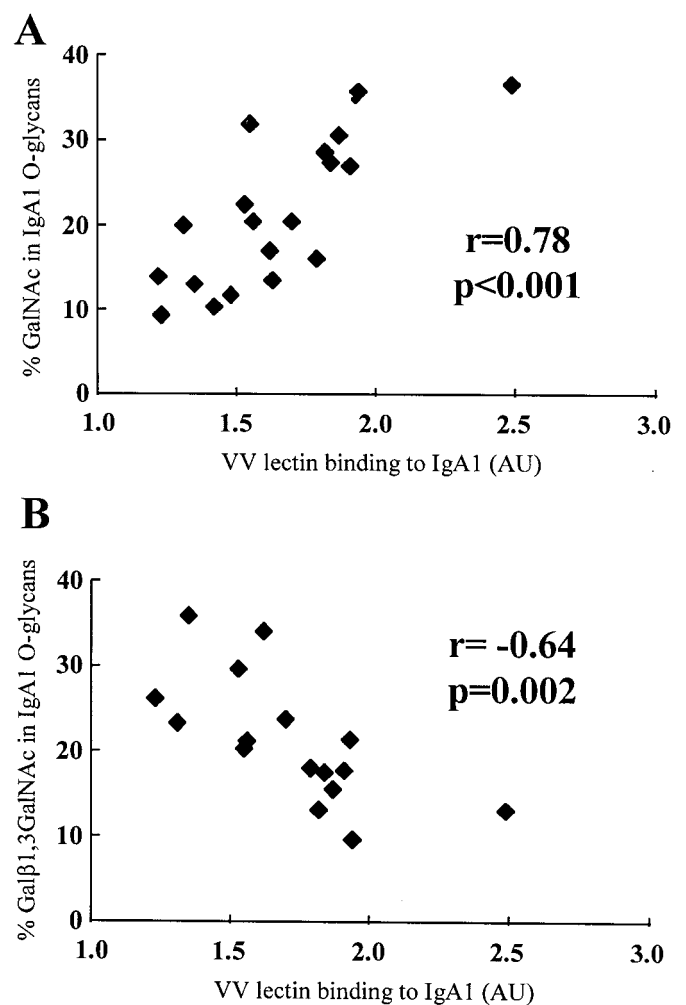 A
% GalNAc in IgA1 O-glycans
40
30
20
10
0
r=0.78
p<0.001
1.0 1.5 2.0 2.5 3.0
VV lectin binding to IgA1 (AU)
B
% Galβ1,3GalNAc in IgA1 O-glycans
40
30
20
10
0
r= -0.64
p=0.002
1.0 1.5 2.0 2.5 3.0
VV lectin binding to IgA1 (AU)